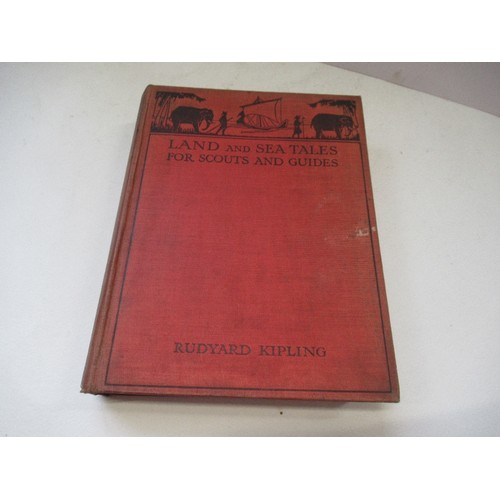 LAND AND SEA TALES
FOR SCOUTS AND GUIDES
RUDYARD KIPLING